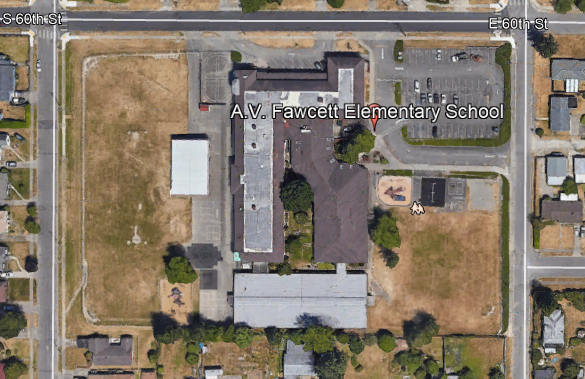 S 60th St
E 60th St
A.V. Fawcett Elementary School